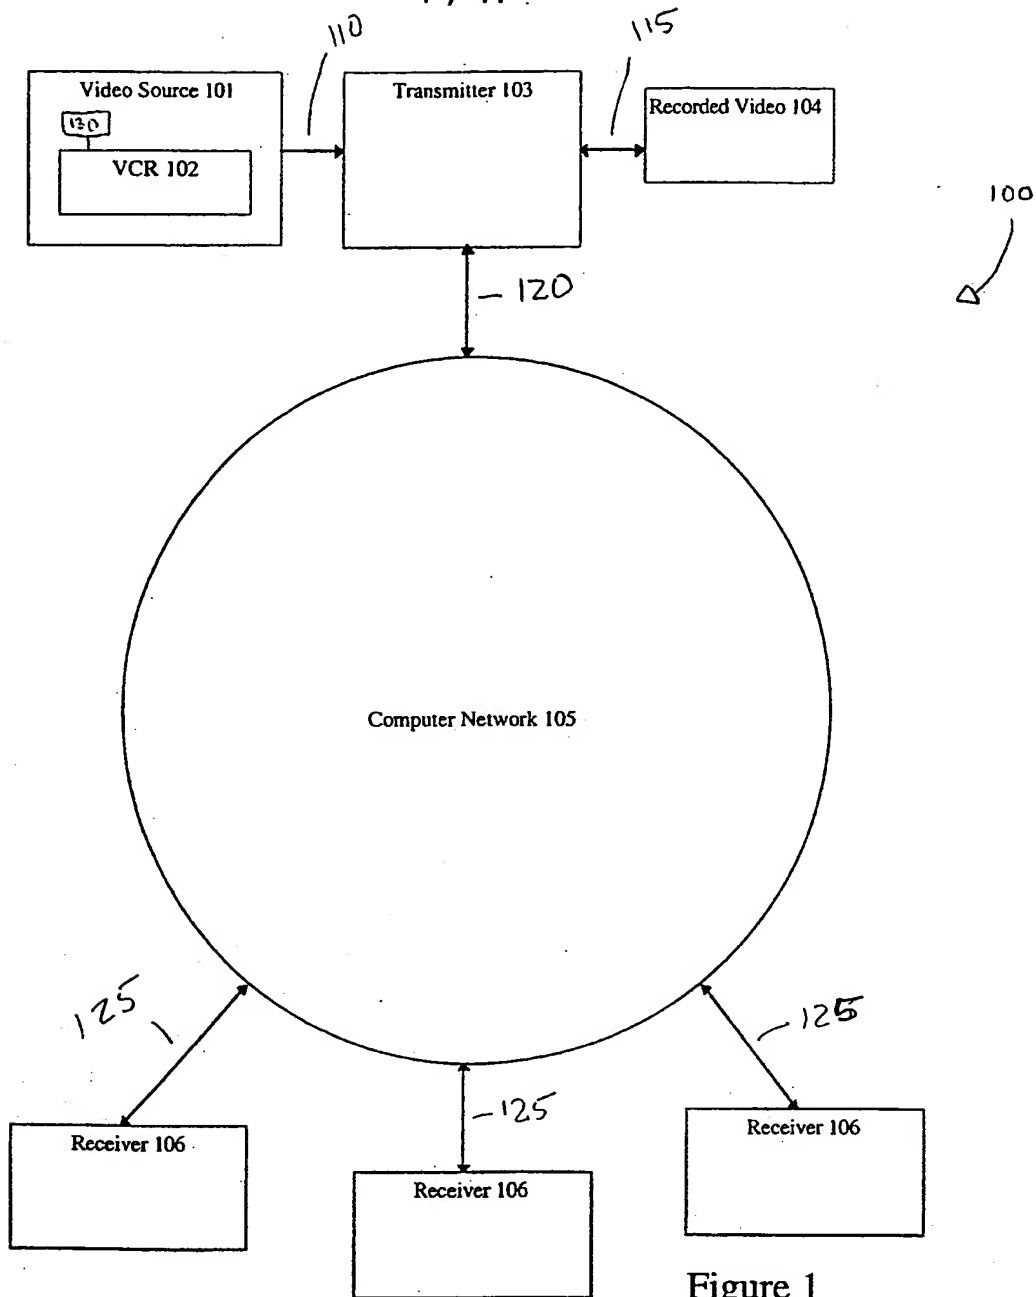 110
115
Video Source 101
Transmitter 103
Recorded Video 104
130
VCR 102
100
120
Computer Network 105
125
125
125
Receiver 106
Receiver 106
Receiver 106
Figure 1